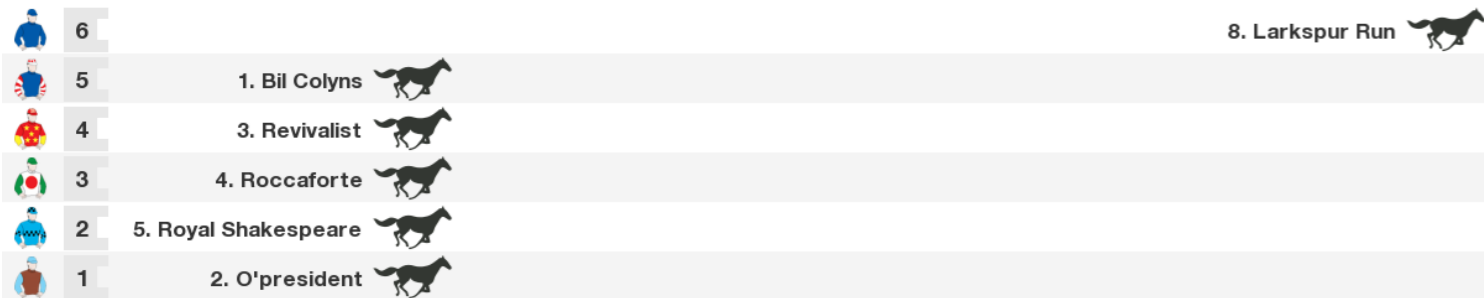 6 8. Larkspur Run
5 1. Bil Colyns
4 3. Revivalist
3 4. Roccaforte
2 5. Royal Shakespeare
1 2. O'president